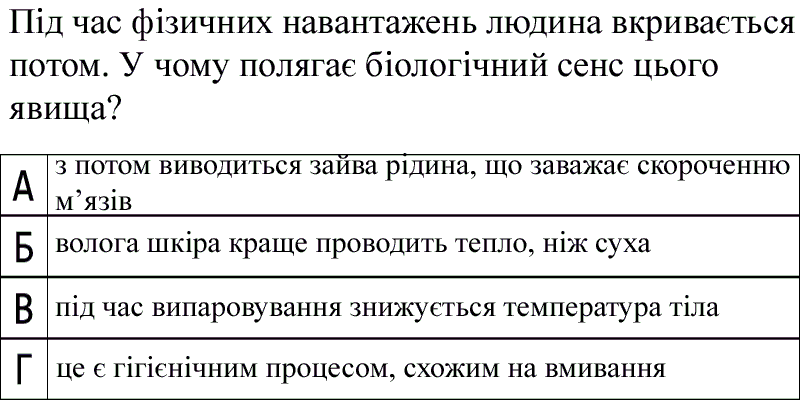 Під час фізичних навантажень людина вкривається
потом. У чому полягає біологічний сенс цього
явища?
А з потом виводиться зайва рідина, що заважає скороченню
м’язів
Б волога шкіра краще проводить тепло, ніж суха
В під час випаровування знижується температура тіла
Г це є гігієнічним процесом, схожим на вмивання